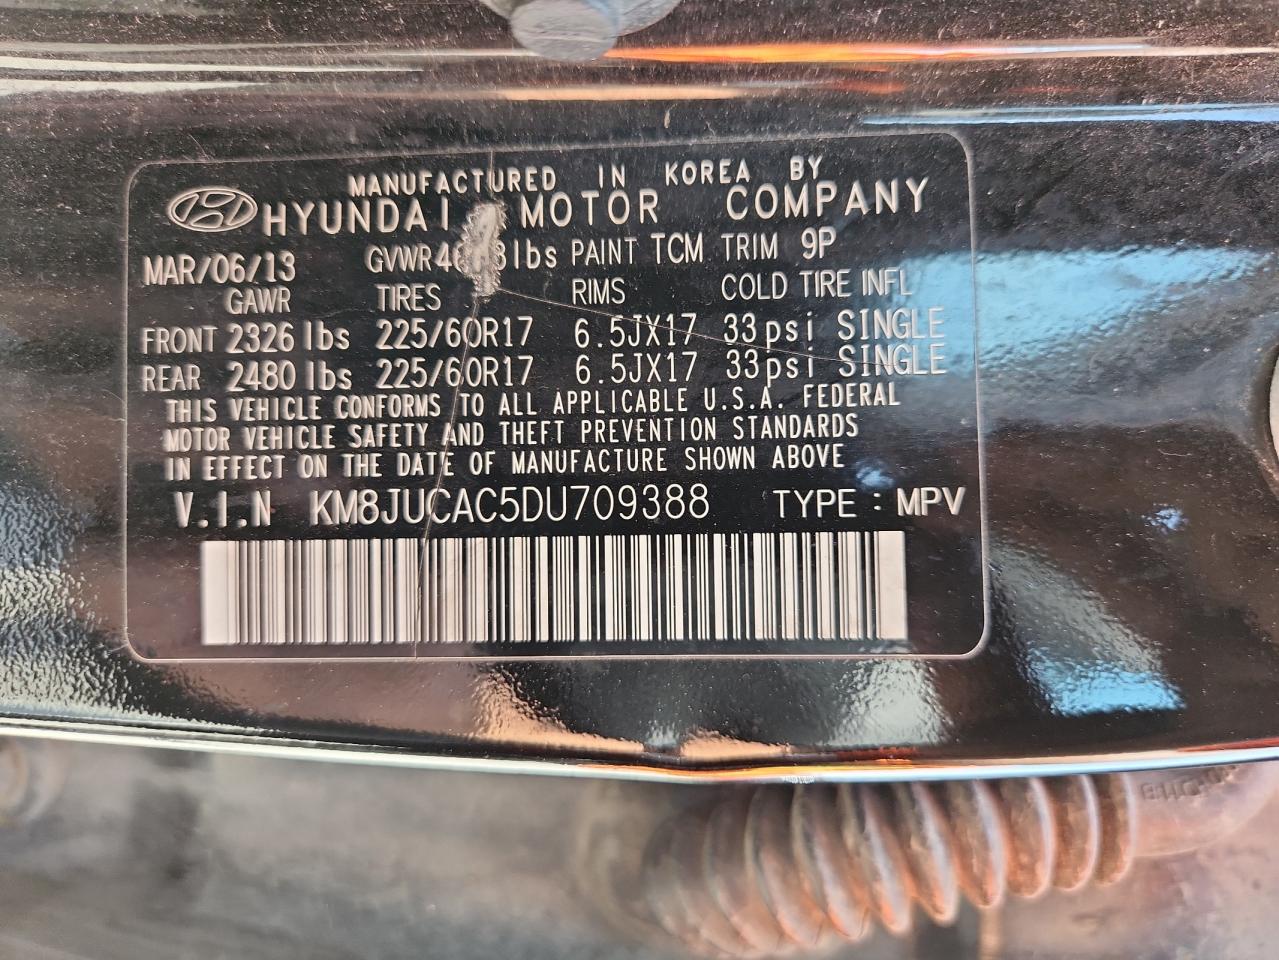 MANUFACTURED IN KOREA BY
HYUNDAI MOTOR COMPANY
MAR/06/13 GVWR lbs PAINT TCM TRIM 9P
GAWR TIRES RIMS COLD TIRE INFL
FRONT 2326 lbs 225/60R17 6.5JX17 33psi SINGLE
REAR 2480 lbs 225/60R17 6.5JX17 33psi SINGLE
THIS VEHICLE CONFORMS TO ALL APPLICABLE U.S.A. FEDERAL
MOTOR VEHICLE SAFETY AND THEFT PREVENTION STANDARDS
IN EFFECT ON THE DATE OF MANUFACTURE SHOWN ABOVE
V.I.N KM8JUCAC5DU709388 TYPE : MPV